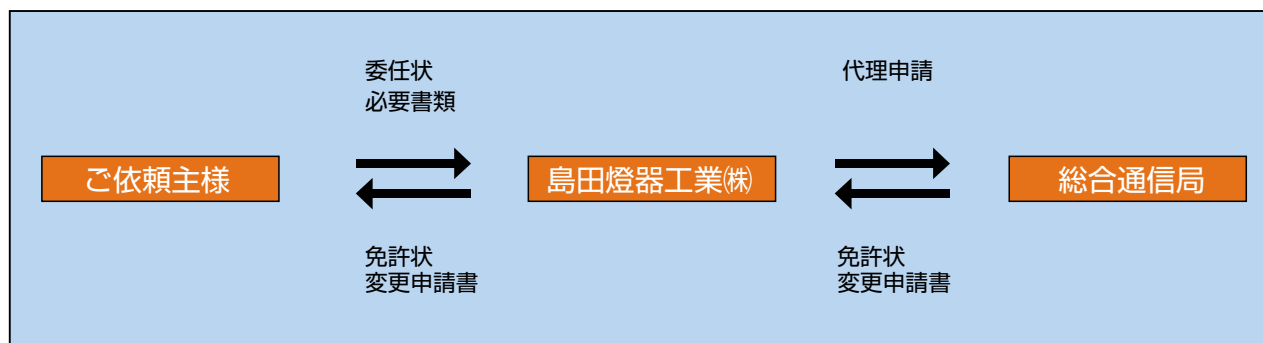 委任状
必要書類
代理申請
ご依頼主様
島田燈器工業㈱
総合通信局
免許状
変更申請書
免許状
変更申請書